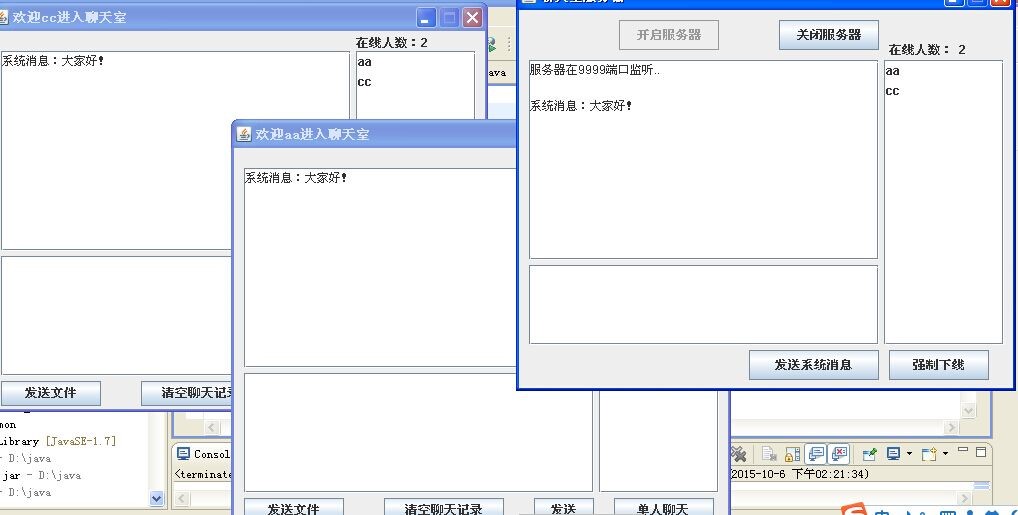 欢迎cc进入聊天室
在线人数：2
系统消息：大家好！
aa
cc
欢迎aa进入聊天室
系统消息：大家好！
开启服务器
关闭服务器
在线人数： 2
服务器在9999端口监听..
系统消息：大家好！
aa
cc
发送系统消息
强制下线
发送文件
清空聊天记录
ava
mon
Library [JavaSE-1.7]
- D:\java
jar - D:\java
- D:\java
Consol
<terminate
2015-10-6 下午02:21:34)
发送文件
清空聊天记录
发送
单人聊天
中